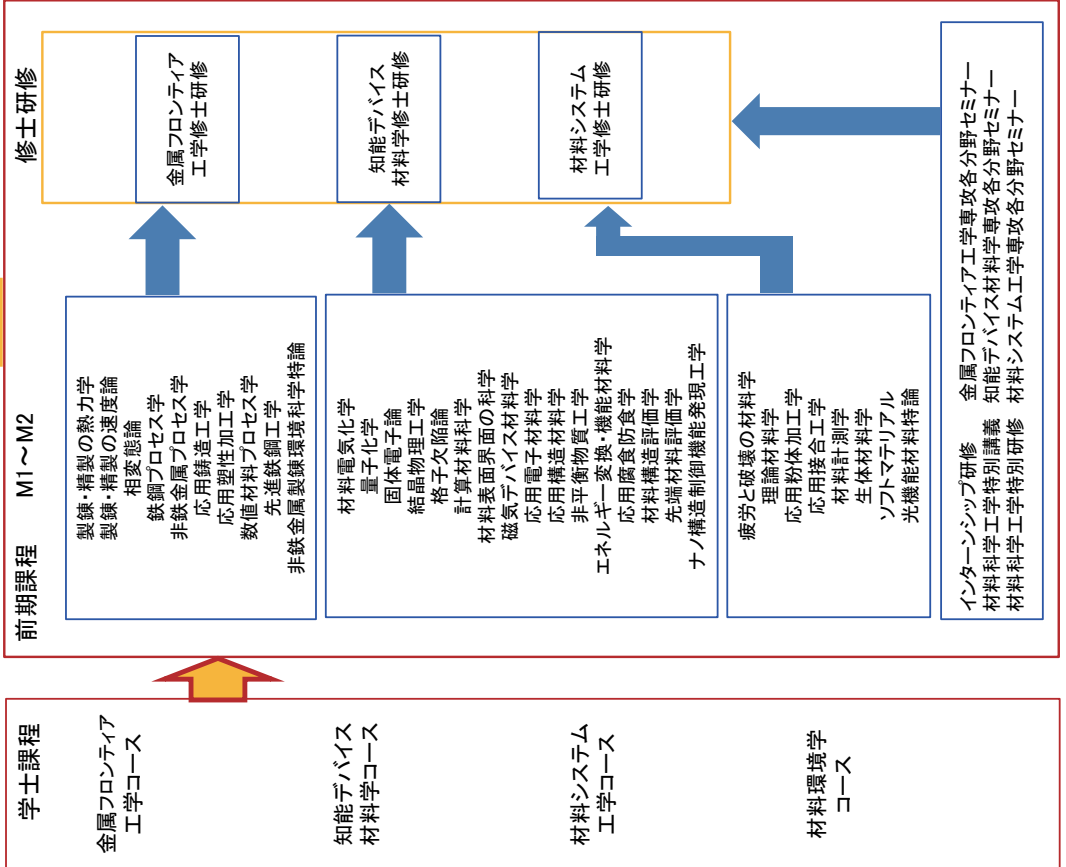 学士課程
金属フロンティア
工学コース
知能デバイス
材料学コース
材料システム
工学コース
材料環境学
コース
前期課程　M1～M2
製錬・精製の熱力学
製錬・精製の速度論
相変態論
鉄鋼プロセス学
非鉄金属プロセス学
応用鋳造工学
応用塑性加工学
数値材料プロセス学
先進鉄鋼工学
非鉄金属製錬環境科学特論
材料電気化学
量子化学
固体電子論
結晶物理工学
格子欠陥論
計算材料科学
材料表面界面の科学
磁気デバイス材料学
応用電子材料学
応用構造材料学
非平衡物質工学
エネルギー変換・機能材料学
応用腐食防食学
材料構造評価学
先端材料評価学
ナノ構造制御機能発現工学
疲労と破壊の材料学
理論材料学
応用粉体加工学
応用接合工学
材料計測学
生体材料学
ソフトマテリアル
光機能材料特論
インターンシップ研修　金属フロンティア工学専攻各分野セミナー
材料科学工学特別講義　知能デバイス材料学専攻各分野セミナー
材料科学工学特別研修　材料システム工学専攻各分野セミナー
修士研修
金属フロンティア
工学修士研修
知能デバイス
材料学修士研修
材料システム
工学修士研修